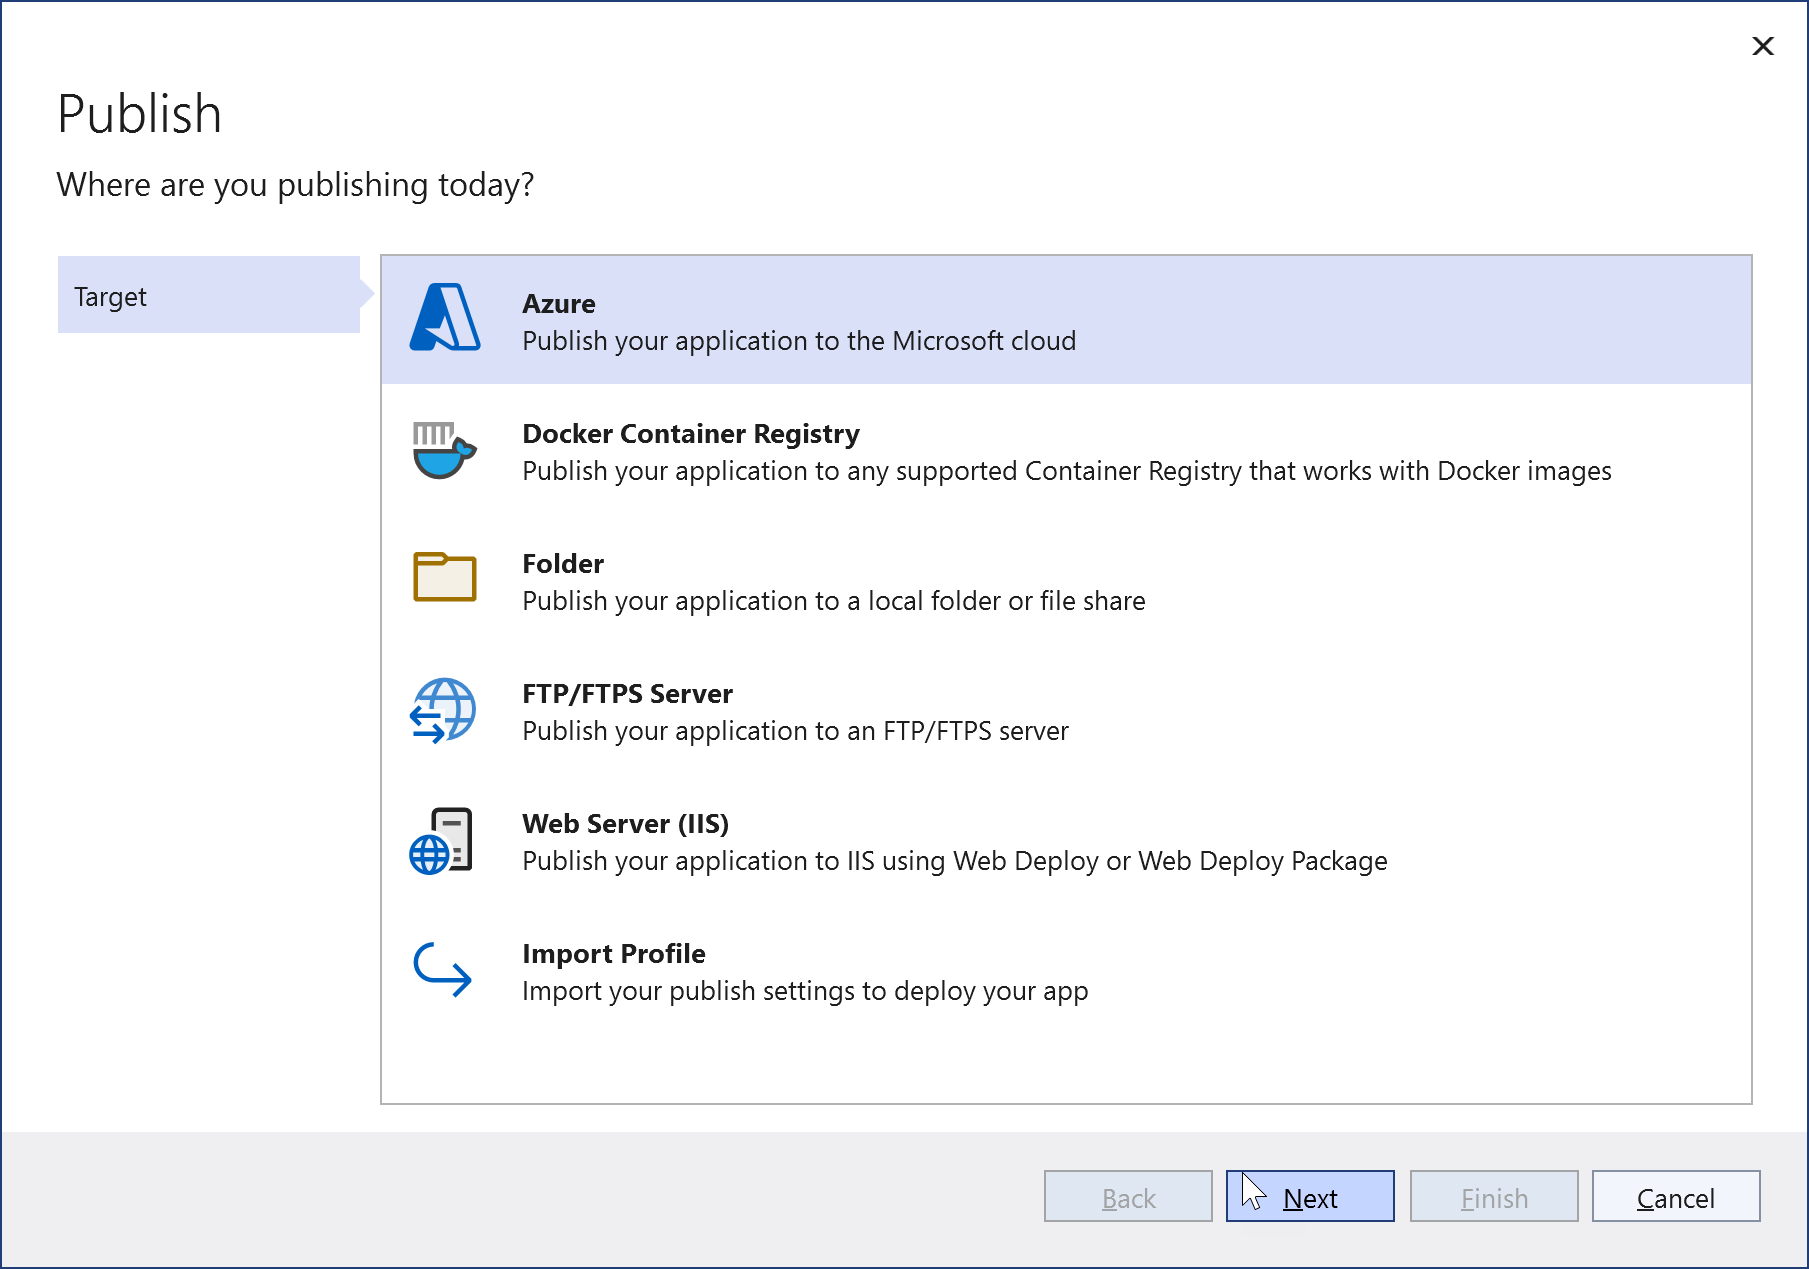 Publish
Where are you publishing today?
Target
Azure
Publish your application to the Microsoft cloud
Docker Container Registry
Publish your application to any supported Container Registry that works with Docker images
Folder
Publish your application to a local folder or file share
FTP/FTPS Server
Publish your application to an FTP/FTPS server
Web Server (IIS)
Publish your application to IIS using Web Deploy or Web Deploy Package
Import Profile
Import your publish settings to deploy your app
Back
Next
Finish
Cancel